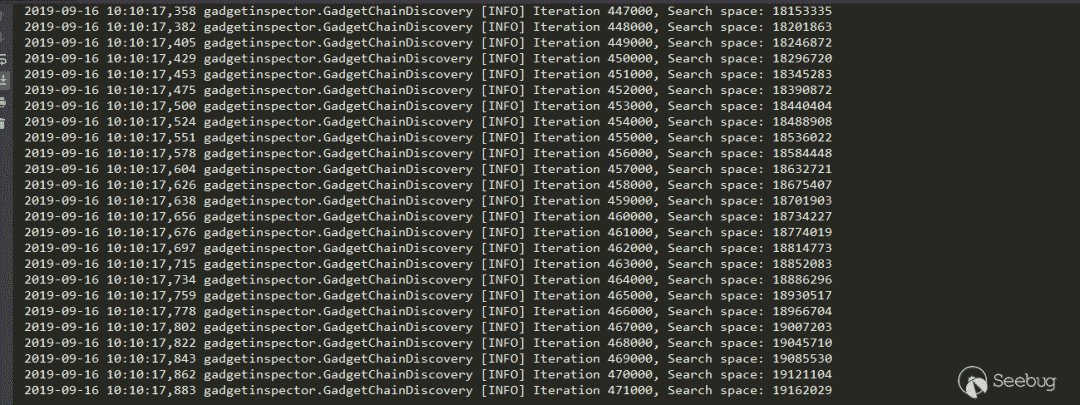 2019-09-16 10:10:17,358 gadgetinspector.GadgetChainDiscovery [INFO] Iteration 447000, Search space: 18153335
2019-09-16 10:10:17,382 gadgetinspector.GadgetChainDiscovery [INFO] Iteration 448000, Search space: 18201863
2019-09-16 10:10:17,405 gadgetinspector.GadgetChainDiscovery [INFO] Iteration 449000, Search space: 18246872
2019-09-16 10:10:17,429 gadgetinspector.GadgetChainDiscovery [INFO] Iteration 450000, Search space: 18296720
2019-09-16 10:10:17,453 gadgetinspector.GadgetChainDiscovery [INFO] Iteration 451000, Search space: 18345283
2019-09-16 10:10:17,475 gadgetinspector.GadgetChainDiscovery [INFO] Iteration 452000, Search space: 18390872
2019-09-16 10:10:17,500 gadgetinspector.GadgetChainDiscovery [INFO] Iteration 453000, Search space: 18440404
2019-09-16 10:10:17,524 gadgetinspector.GadgetChainDiscovery [INFO] Iteration 454000, Search space: 18488908
2019-09-16 10:10:17,551 gadgetinspector.GadgetChainDiscovery [INFO] Iteration 455000, Search space: 18536022
2019-09-16 10:10:17,578 gadgetinspector.GadgetChainDiscovery [INFO] Iteration 456000, Search space: 18584448
2019-09-16 10:10:17,604 gadgetinspector.GadgetChainDiscovery [INFO] Iteration 457000, Search space: 18632721
2019-09-16 10:10:17,626 gadgetinspector.GadgetChainDiscovery [INFO] Iteration 458000, Search space: 18675407
2019-09-16 10:10:17,638 gadgetinspector.GadgetChainDiscovery [INFO] Iteration 459000, Search space: 18701903
2019-09-16 10:10:17,656 gadgetinspector.GadgetChainDiscovery [INFO] Iteration 460000, Search space: 18734227
2019-09-16 10:10:17,676 gadgetinspector.GadgetChainDiscovery [INFO] Iteration 461000, Search space: 18774019
2019-09-16 10:10:17,697 gadgetinspector.GadgetChainDiscovery [INFO] Iteration 462000, Search space: 18814773
2019-09-16 10:10:17,715 gadgetinspector.GadgetChainDiscovery [INFO] Iteration 463000, Search space: 18852083
2019-09-16 10:10:17,734 gadgetinspector.GadgetChainDiscovery [INFO] Iteration 464000, Search space: 18886296
2019-09-16 10:10:17,759 gadgetinspector.GadgetChainDiscovery [INFO] Iteration 465000, Search space: 18930517
2019-09-16 10:10:17,778 gadgetinspector.GadgetChainDiscovery [INFO] Iteration 466000, Search space: 18966704
2019-09-16 10:10:17,802 gadgetinspector.GadgetChainDiscovery [INFO] Iteration 467000, Search space: 19007203
2019-09-16 10:10:17,822 gadgetinspector.GadgetChainDiscovery [INFO] Iteration 468000, Search space: 19045710
2019-09-16 10:10:17,843 gadgetinspector.GadgetChainDiscovery [INFO] Iteration 469000, Search space: 19085530
2019-09-16 10:10:17,862 gadgetinspector.GadgetChainDiscovery [INFO] Iteration 470000, Search space: 19121104
2019-09-16 10:10:17,883 gadgetinspector.GadgetChainDiscovery [INFO] Iteration 471000, Search space: 19162029
Seebug